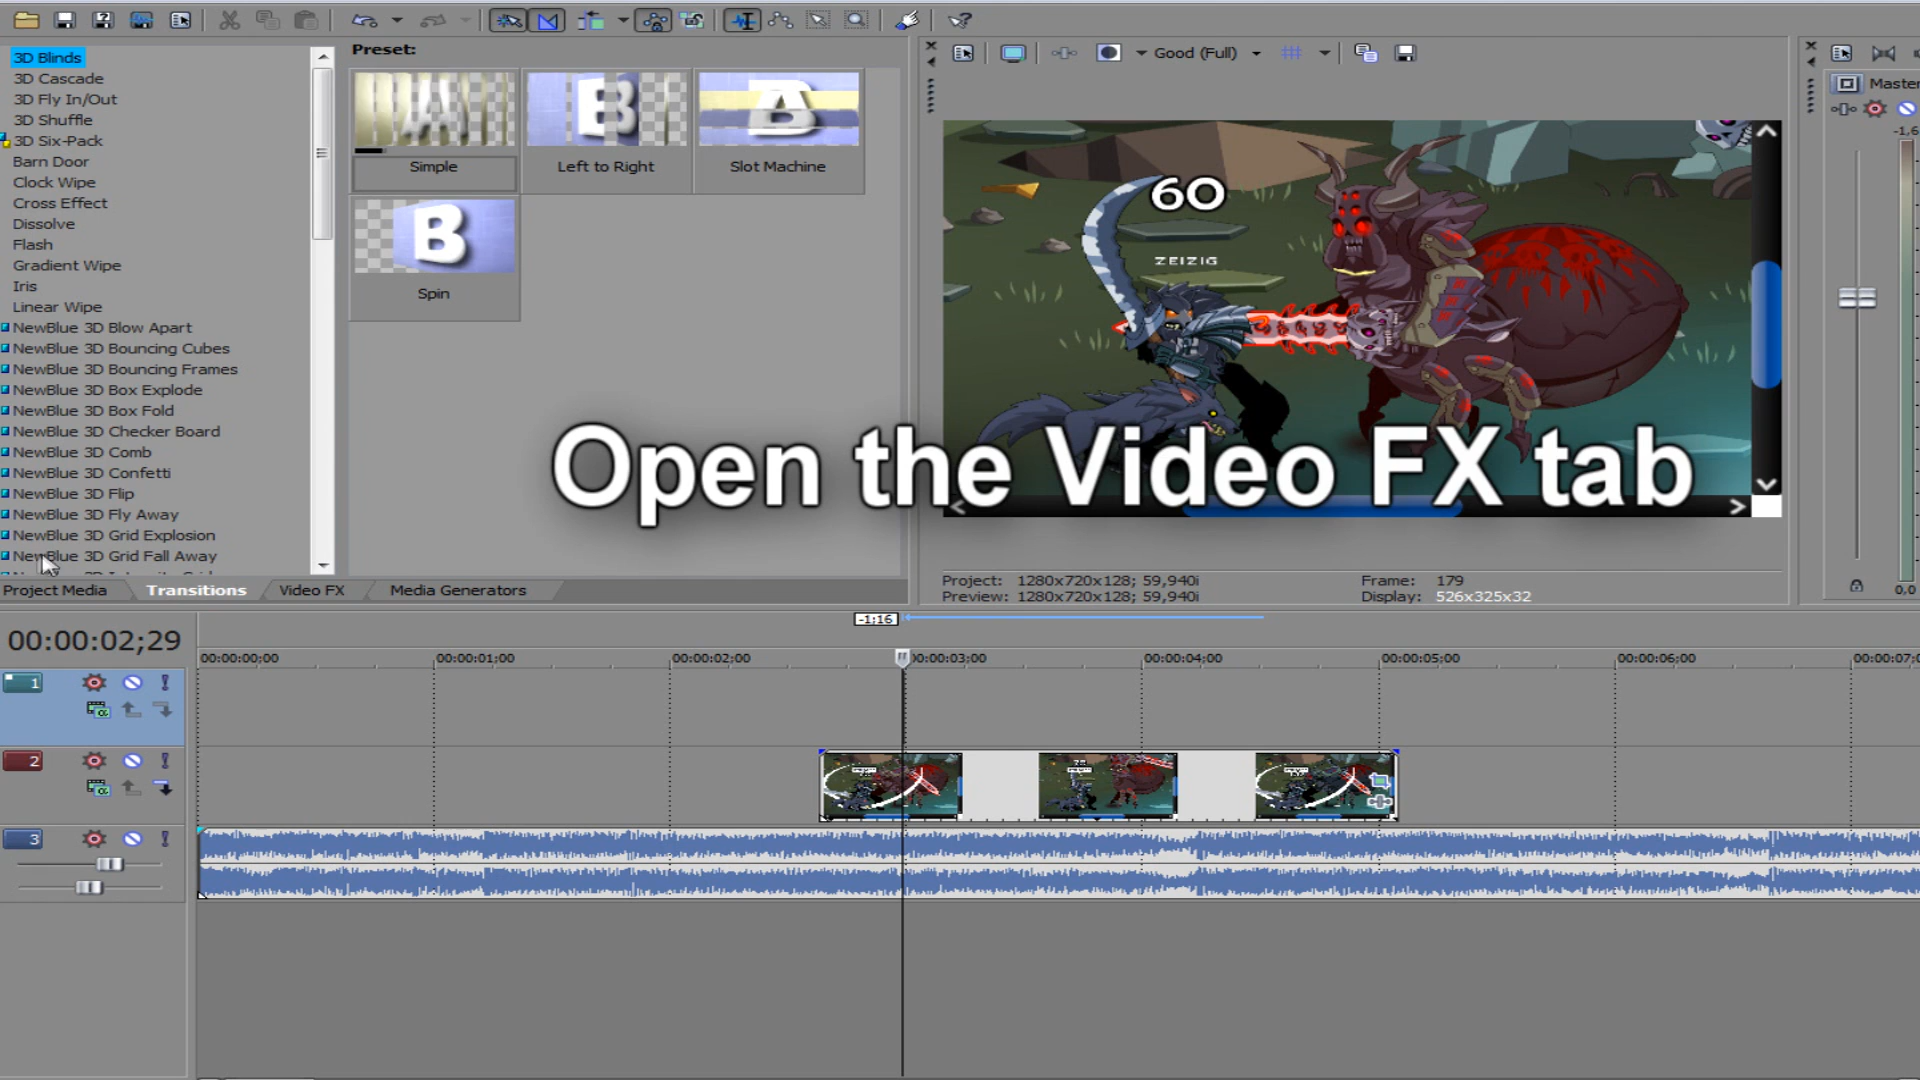 Preset:
Good (Full)
Master
3D Blinds
3D Cascade
3D Fly In/Out
3D Shuffle
3D Six-Pack
Barn Door
Clock Wipe
Cross Effect
Dissolve
Flash
Gradient Wipe
Iris
Linear Wipe
NewBlue 3D Blow Apart
NewBlue 3D Bouncing Cubes
NewBlue 3D Bouncing Frames
NewBlue 3D Box Explode
NewBlue 3D Box Fold
NewBlue 3D Checker Board
NewBlue 3D Comb
NewBlue 3D Confetti
NewBlue 3D Flip
NewBlue 3D Fly Away
NewBlue 3D Grid Explosion
NewBlue 3D Grid Fall Away
Simple
Left to Right
Slot Machine
B
Spin
-1,6
60
ZEIZIG
Open the Video FX tab
Project Media
Transitions
Video FX
Media Generators
Project: 1280x720x128; 59,940i
Preview: 1280x720x128; 59,940i
Frame: 179
Display: 526x325x32
0,0
-1;16
00:00:02;29
00:00:00;00
00:00:01;00
00:00:02;00
00:00:03;00
00:00:04;00
00:00:05;00
00:00:06;00
00:00:07;0
1
2
3